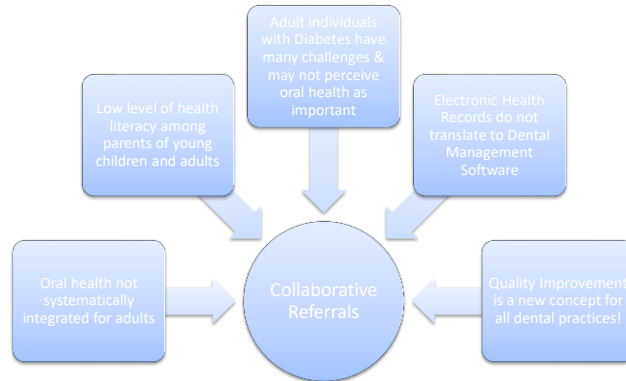 Adult individuals
with Diabetes have
many challenges &
may not perceive
oral health as
important
Low level of health
literacy among
parents of young
children and adults
Electronic Health
Records do not
translate to Dental
Management
Software
Oral health not
systematically
integrated for adults
Collaborative
Referrals
Quality Improvement
is a new concept for
all dental practices!